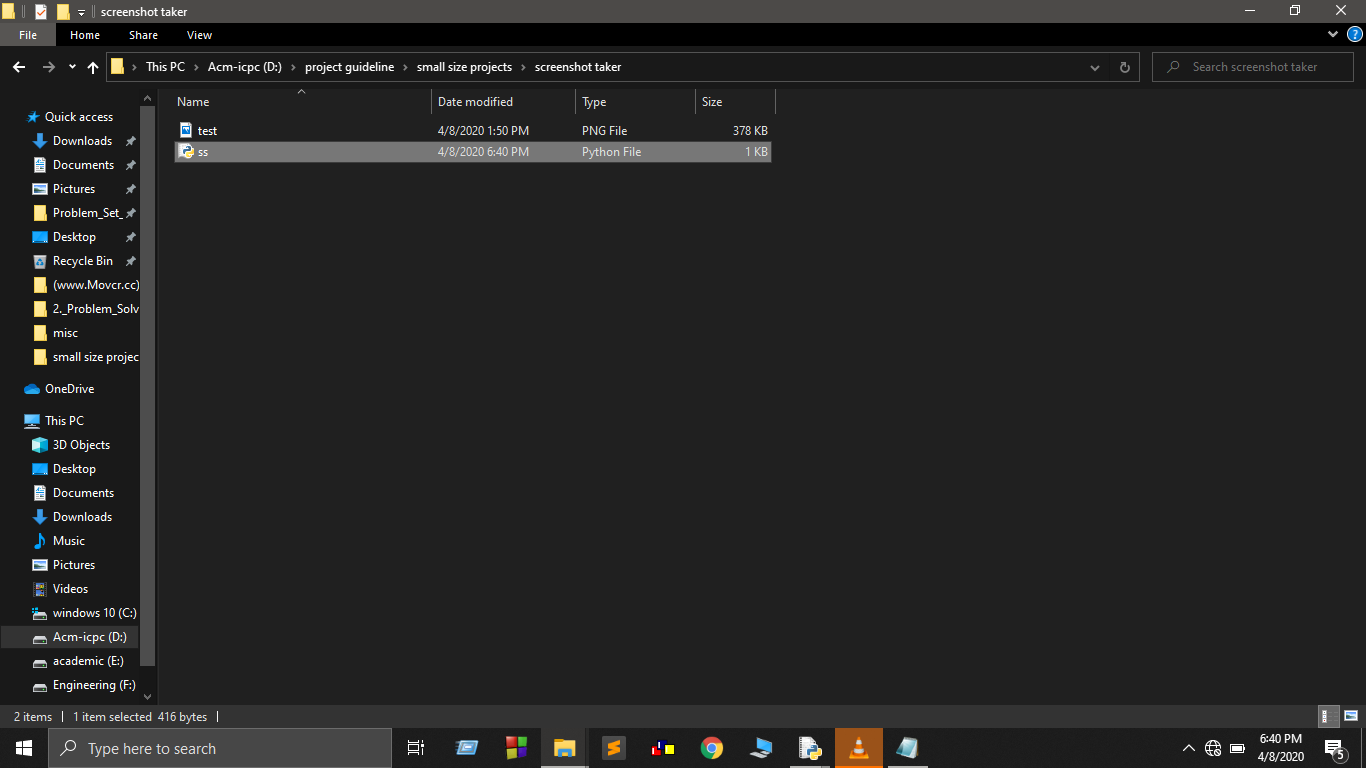 screenshot taker
File Home Share View
This PC Acm-icpc (D:) project guideline small size projects screenshot taker
Search screenshot taker
Name Date modified Type Size
test 4/8/2020 1:50 PM PNG File 378 KB
ss 4/8/2020 6:40 PM Python File 1 KB
Quick access
Downloads
Documents
Pictures
Problem_Set_
Desktop
Recycle Bin
(www.Movcr.cc)
2._Problem_Solv
misc
small size projec
OneDrive
This PC
3D Objects
Desktop
Documents
Downloads
Music
Pictures
Videos
windows 10 (C:)
Acm-icpc (D:)
academic (E:)
Engineering (F:)
2 items 1 item selected 416 bytes
Type here to search
6:40 PM
4/8/2020
5